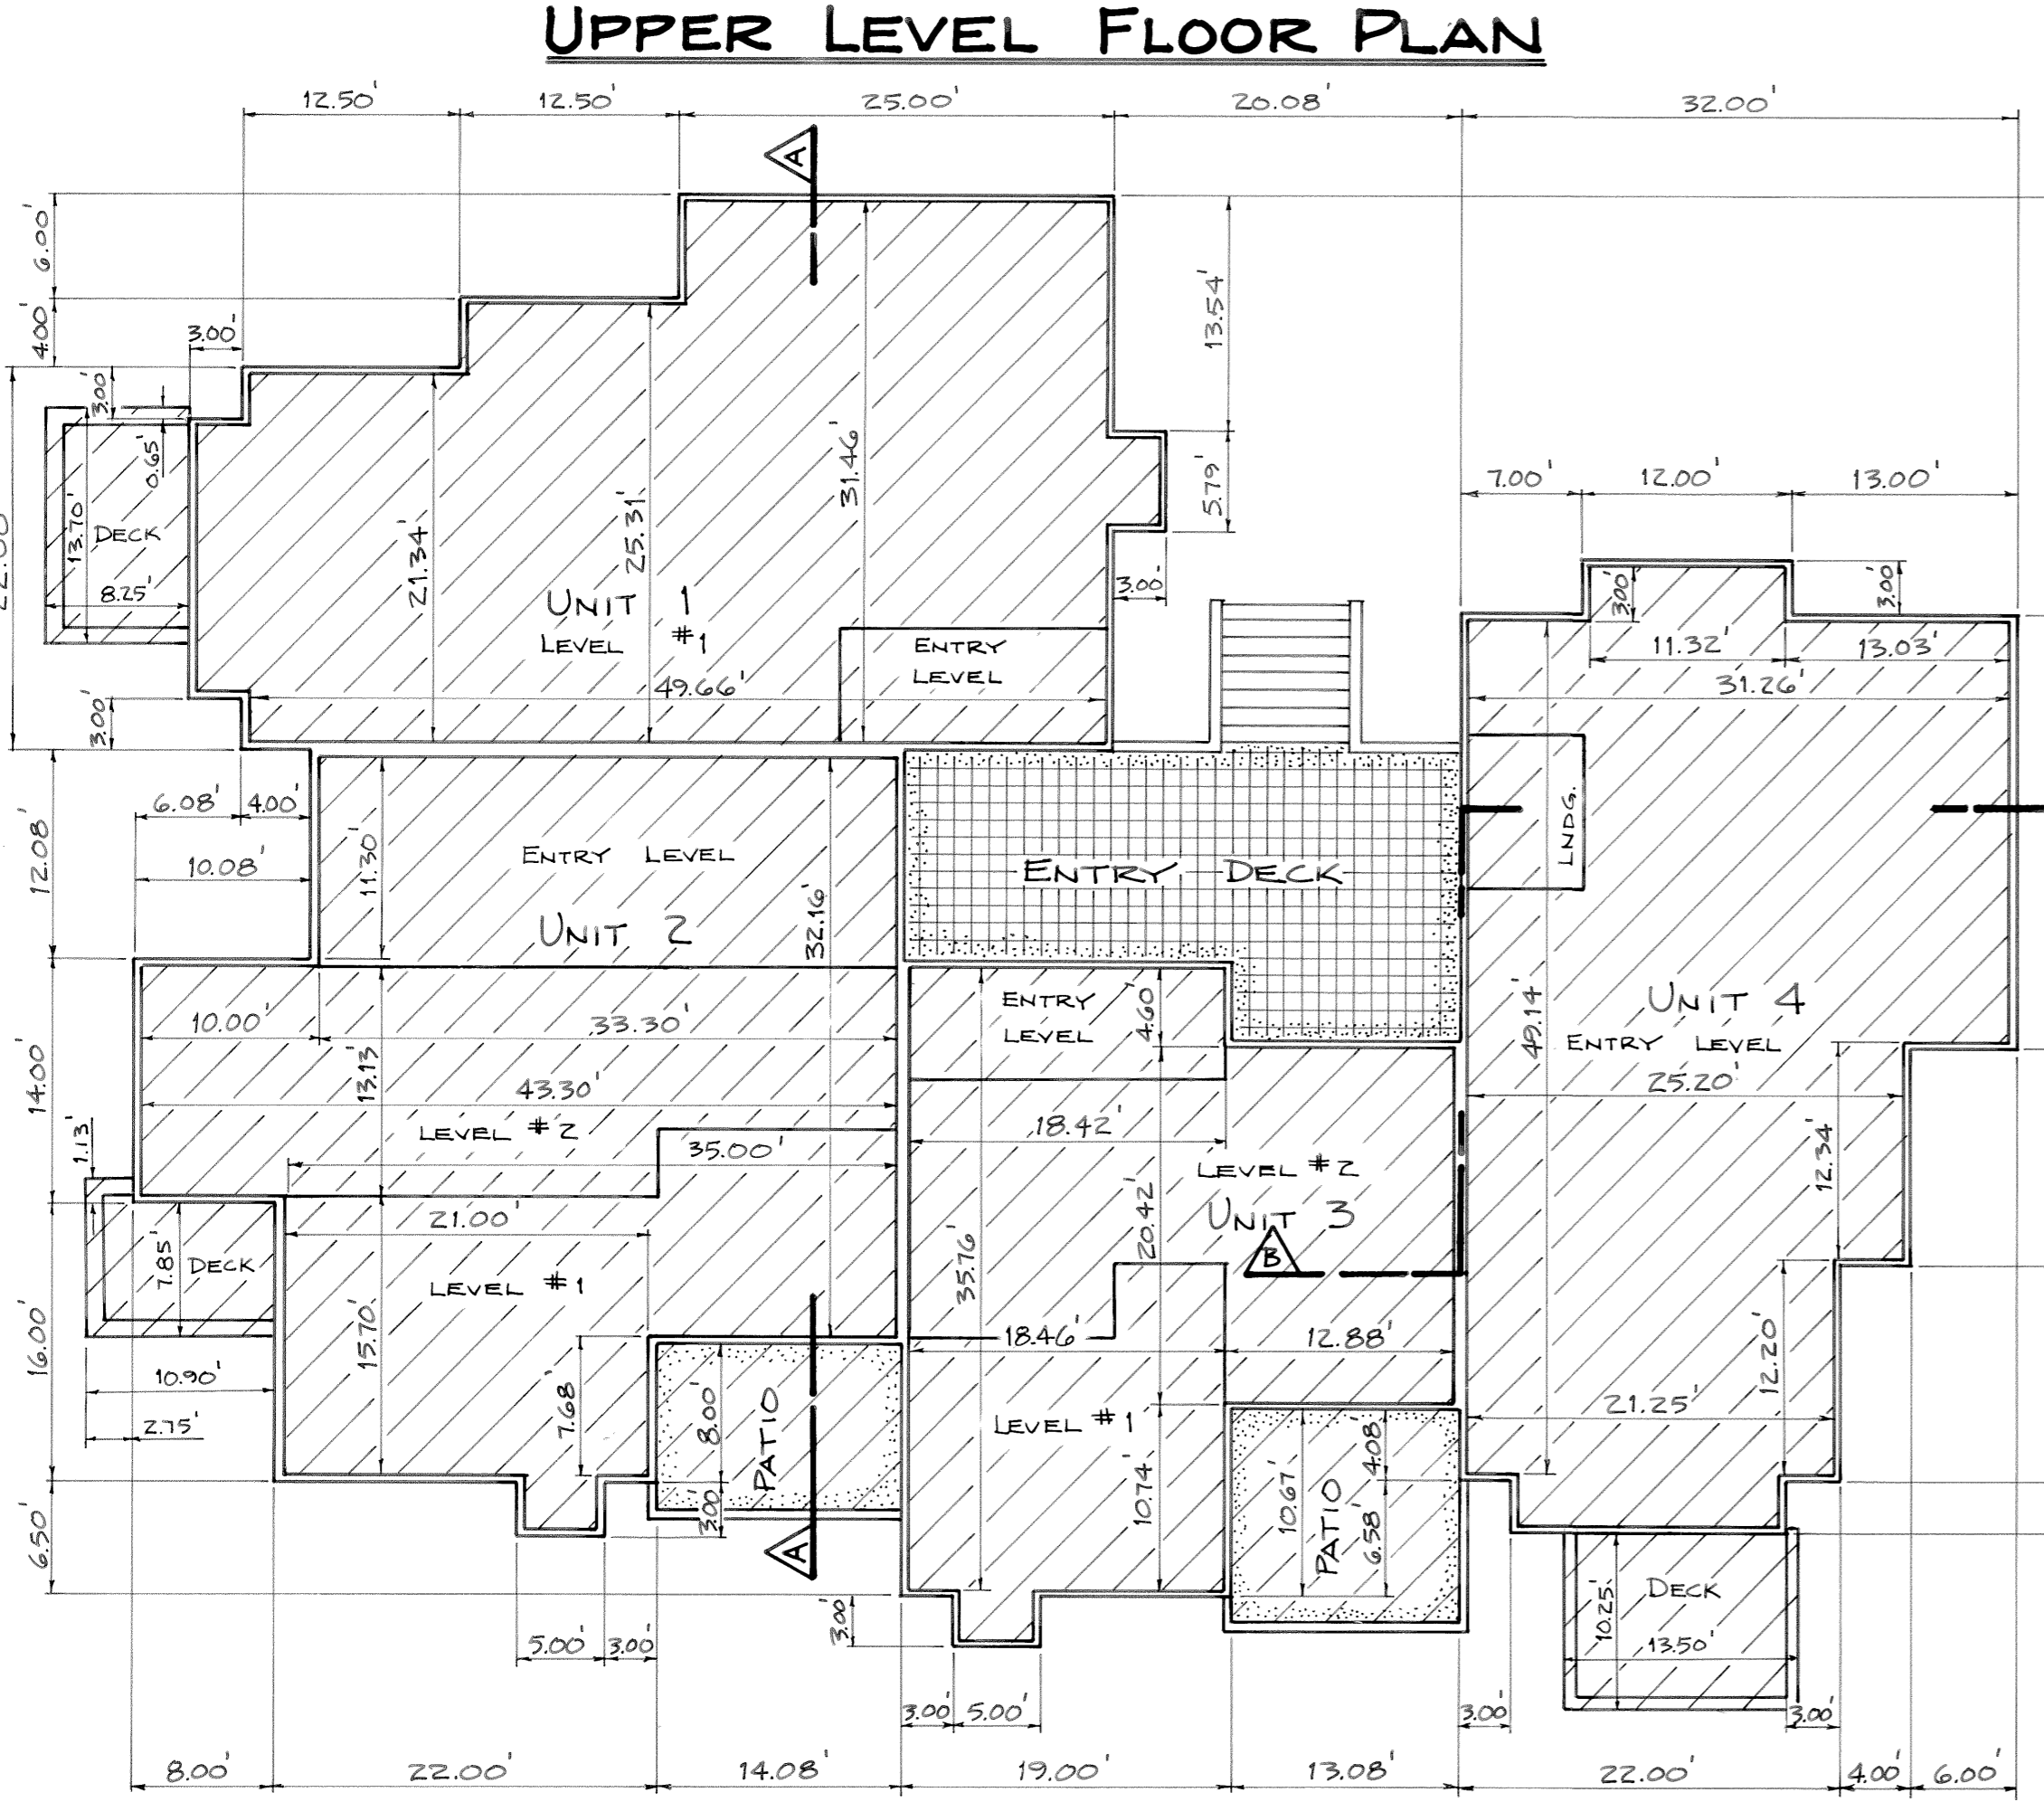 UPPER LEVEL FLOOR PLAN
12.50' 12.50' 25.00' 20.08' 32.00'
A
6.00'
4.00'
3.00'
3.00'
0.65'
13.70'
DECK
8.25'
3.00'
21.34'
25.31'
31.46'
13.54'
5.79'
3.00'
UNIT 1
LEVEL #1
ENTRY
LEVEL
49.66'
7.00' 12.00' 13.00'
3.00'
3.00'
11.32' 13.03'
31.26'
LNDG.
12.08'
6.08' 4.00'
10.08'
11.30'
ENTRY LEVEL
UNIT 2
32.16'
ENTRY DECK
14.00'
10.00' 33.30'
13.13'
43.30'
LEVEL #2
35.00'
1.13'
ENTRY
LEVEL
4.60'
18.42'
LEVEL #2
UNIT 3
B
20.42'
35.76'
49.14'
UNIT 4
ENTRY LEVEL
25.20'
12.34'
21.00'
7.85'
DECK
LEVEL #1
16.00'
15.70'
10.90'
2.75'
7.68'
8.00'
PATIO
3.00'
A
18.46' 12.88'
LEVEL #1
10.74'
10.67'
PATIO
4.08'
6.58'
12.20'
21.25'
6.50'
5.00' 3.00'
3.00'
3.00' 5.00'
3.00'
10.25'
DECK
13.50'
3.00'
8.00' 22.00' 14.08' 19.00' 13.08' 22.00' 4.00' 6.00'